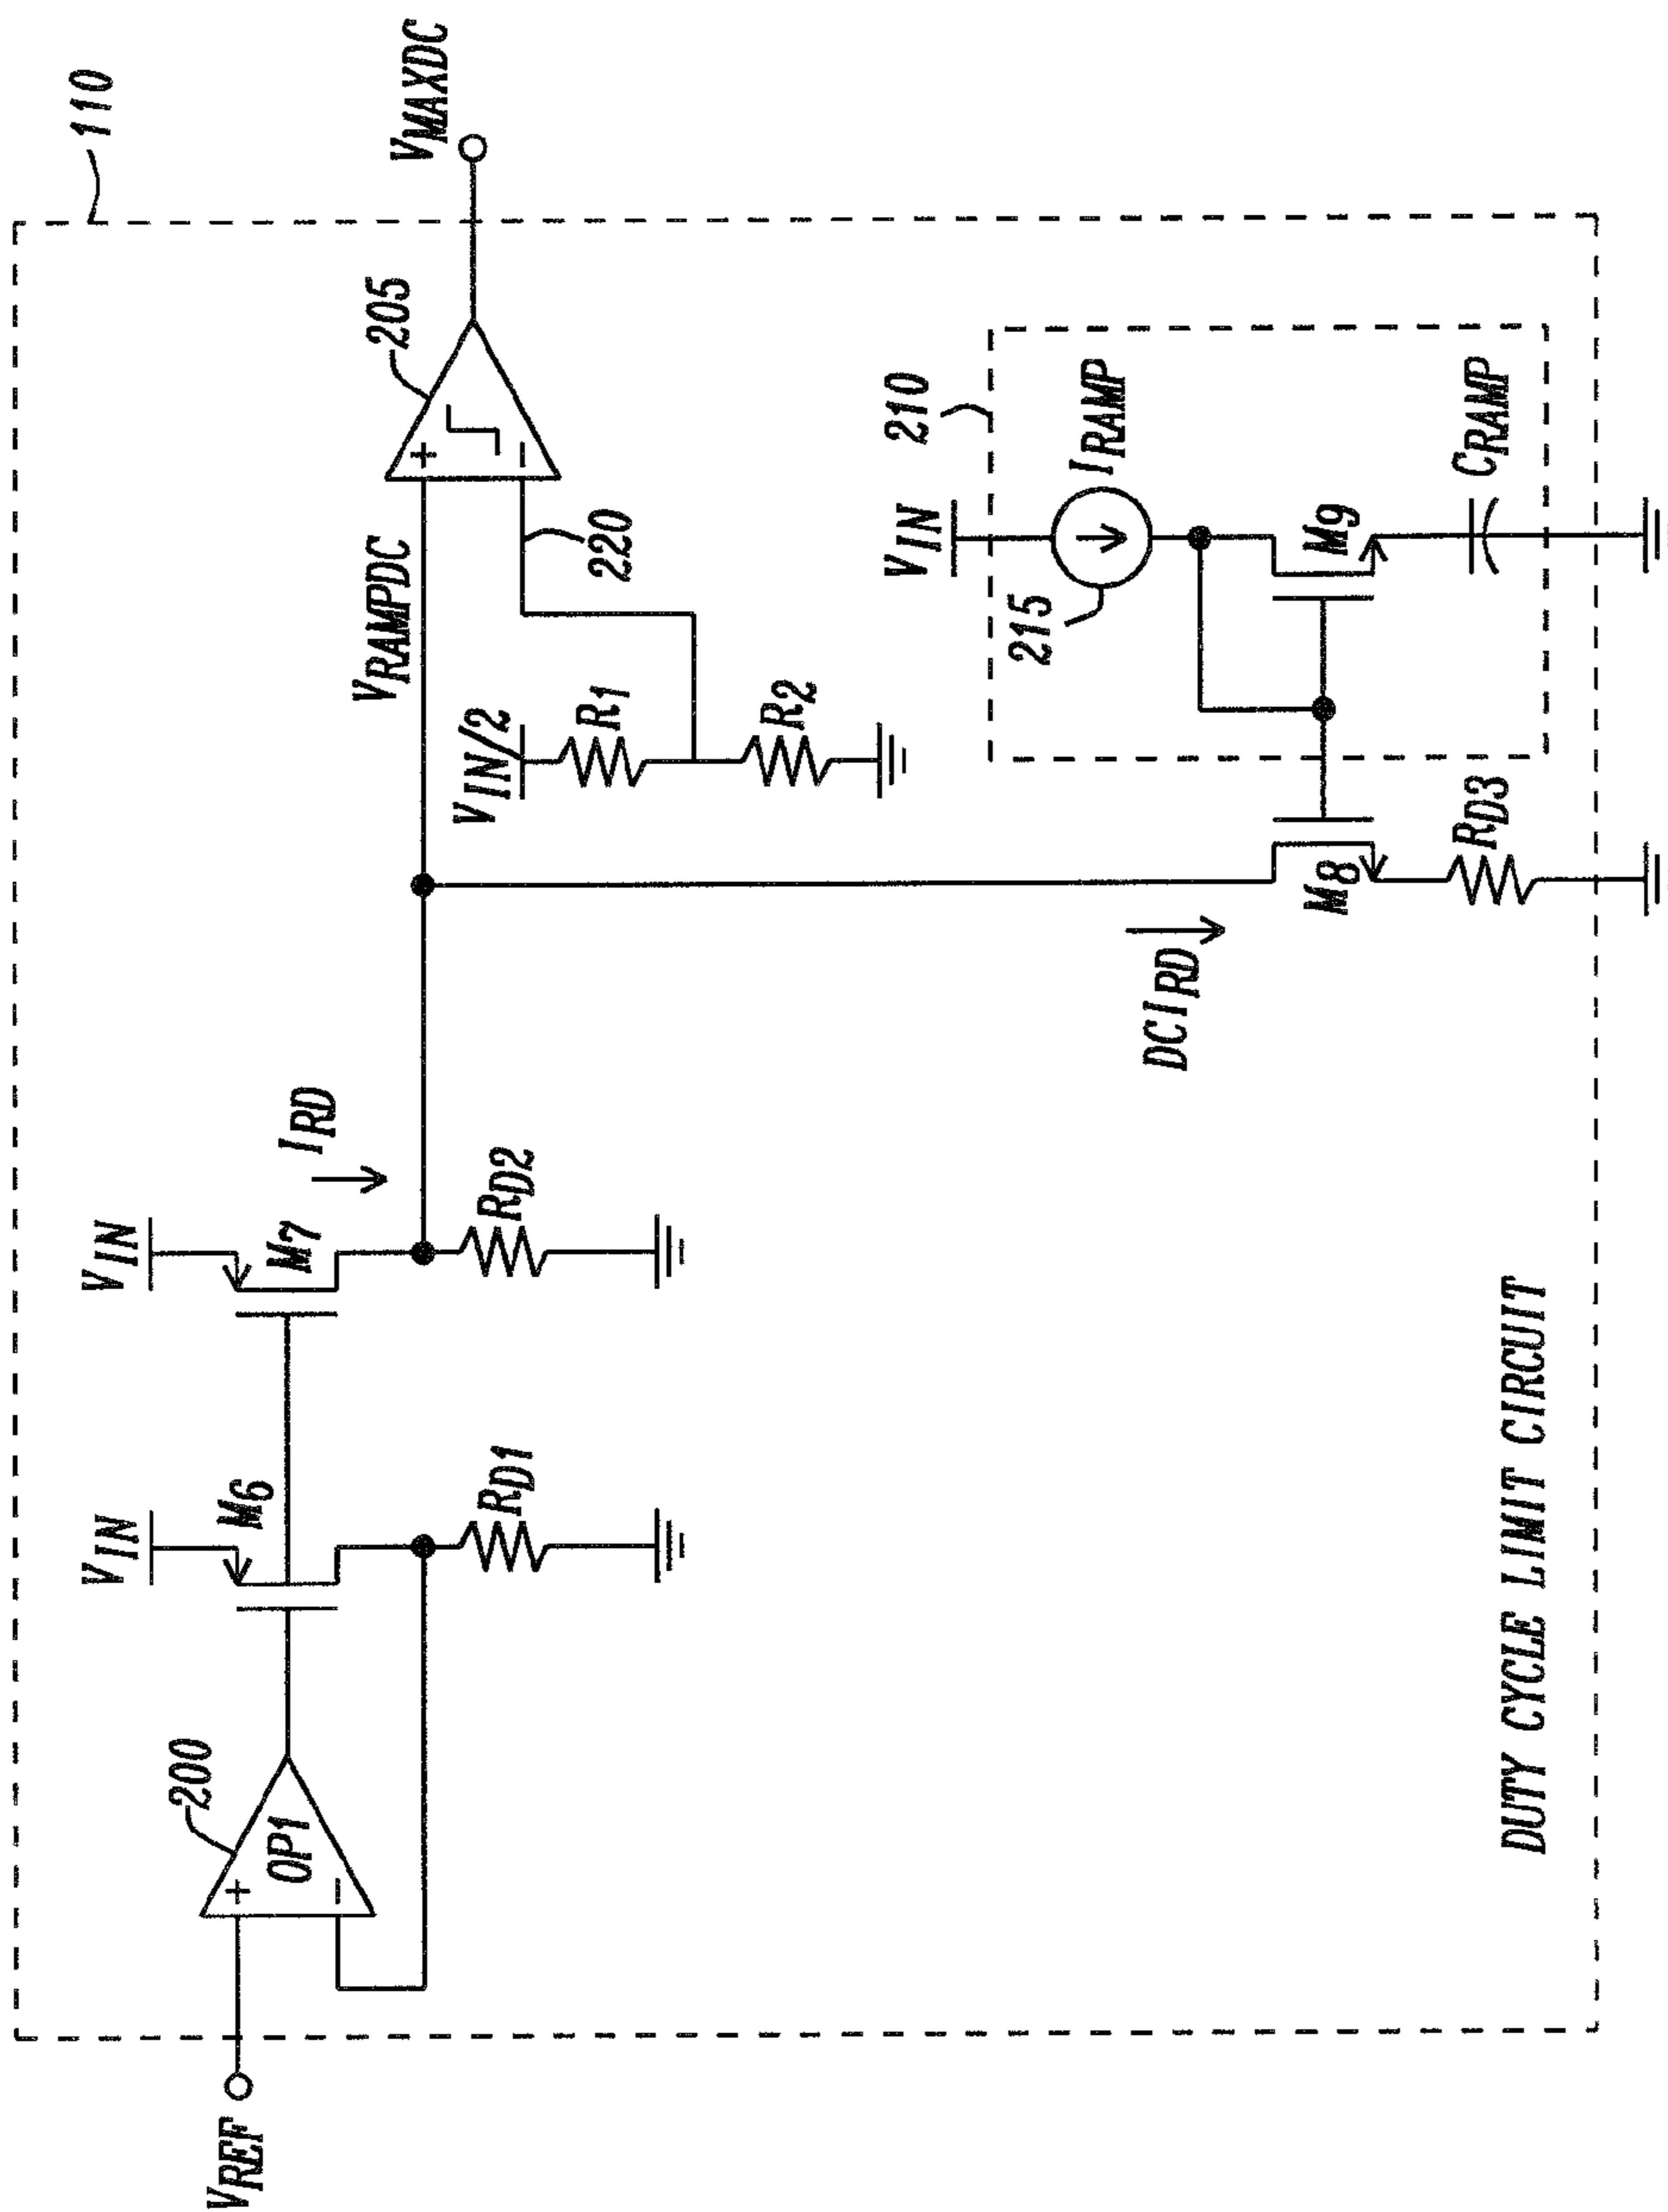 110
VREF
+
OP1
−
200
VIN
M6
RD1
VIN
M7
IRD
RD2
VRAMPDC
VIN/2
R1
R2
220
+
−
205
VMAXDC
DCIRD
M8
RD3
210
VIN
215
IRAMP
M9
CRAMP
DUTY CYCLE LIMIT CIRCUIT